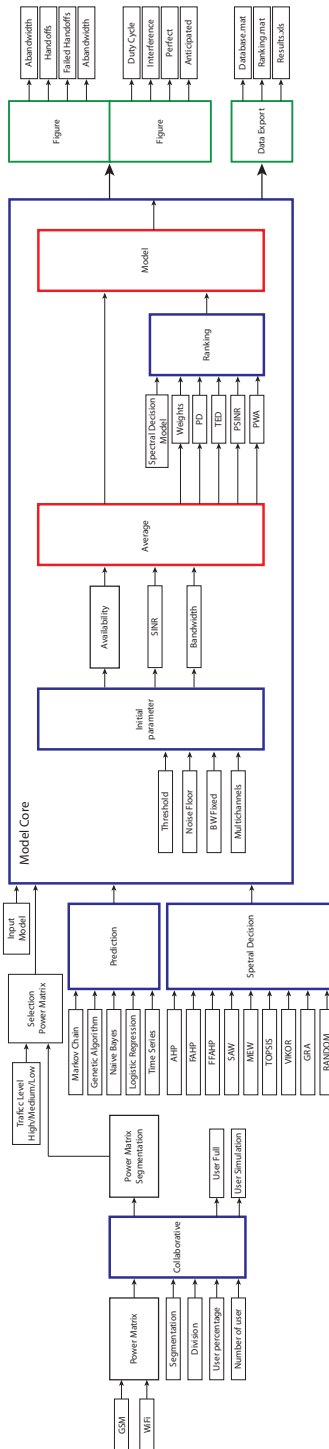 GSM
WiFi
Power Matrix
Segmentation
Division
User percentage
Number of user
Collaborative
User Full
User Simulation
Power Matrix
Segmentation
Traficc Level
High/Medium/Low
Selection
Power Matrix
Input
Model
Markov Chain
Genetic Algorithm
Naive Bayes
Logistic Regression
Time Series
Prediction
AHP
FAHP
FFAHP
SAW
MEW
TOPSIS
VIKOR
GRA
RANDOM
Spetral Decision
Model Core
Threshold
Noise Floor
BW Fixed
Multichannels
Initial
parameter
Availability
SINR
Bandwidth
Average
Spectral Decision
Model
Weights
PD
TED
PSINR
PWA
Ranking
Model
Figure
Figure
Data Export
Abandwidth
Handoffs
Failed Handoffs
Abandwidth
Duty Cycle
Interference
Perfect
Anticipated
Database.mat
Ranking.mat
Results.xls